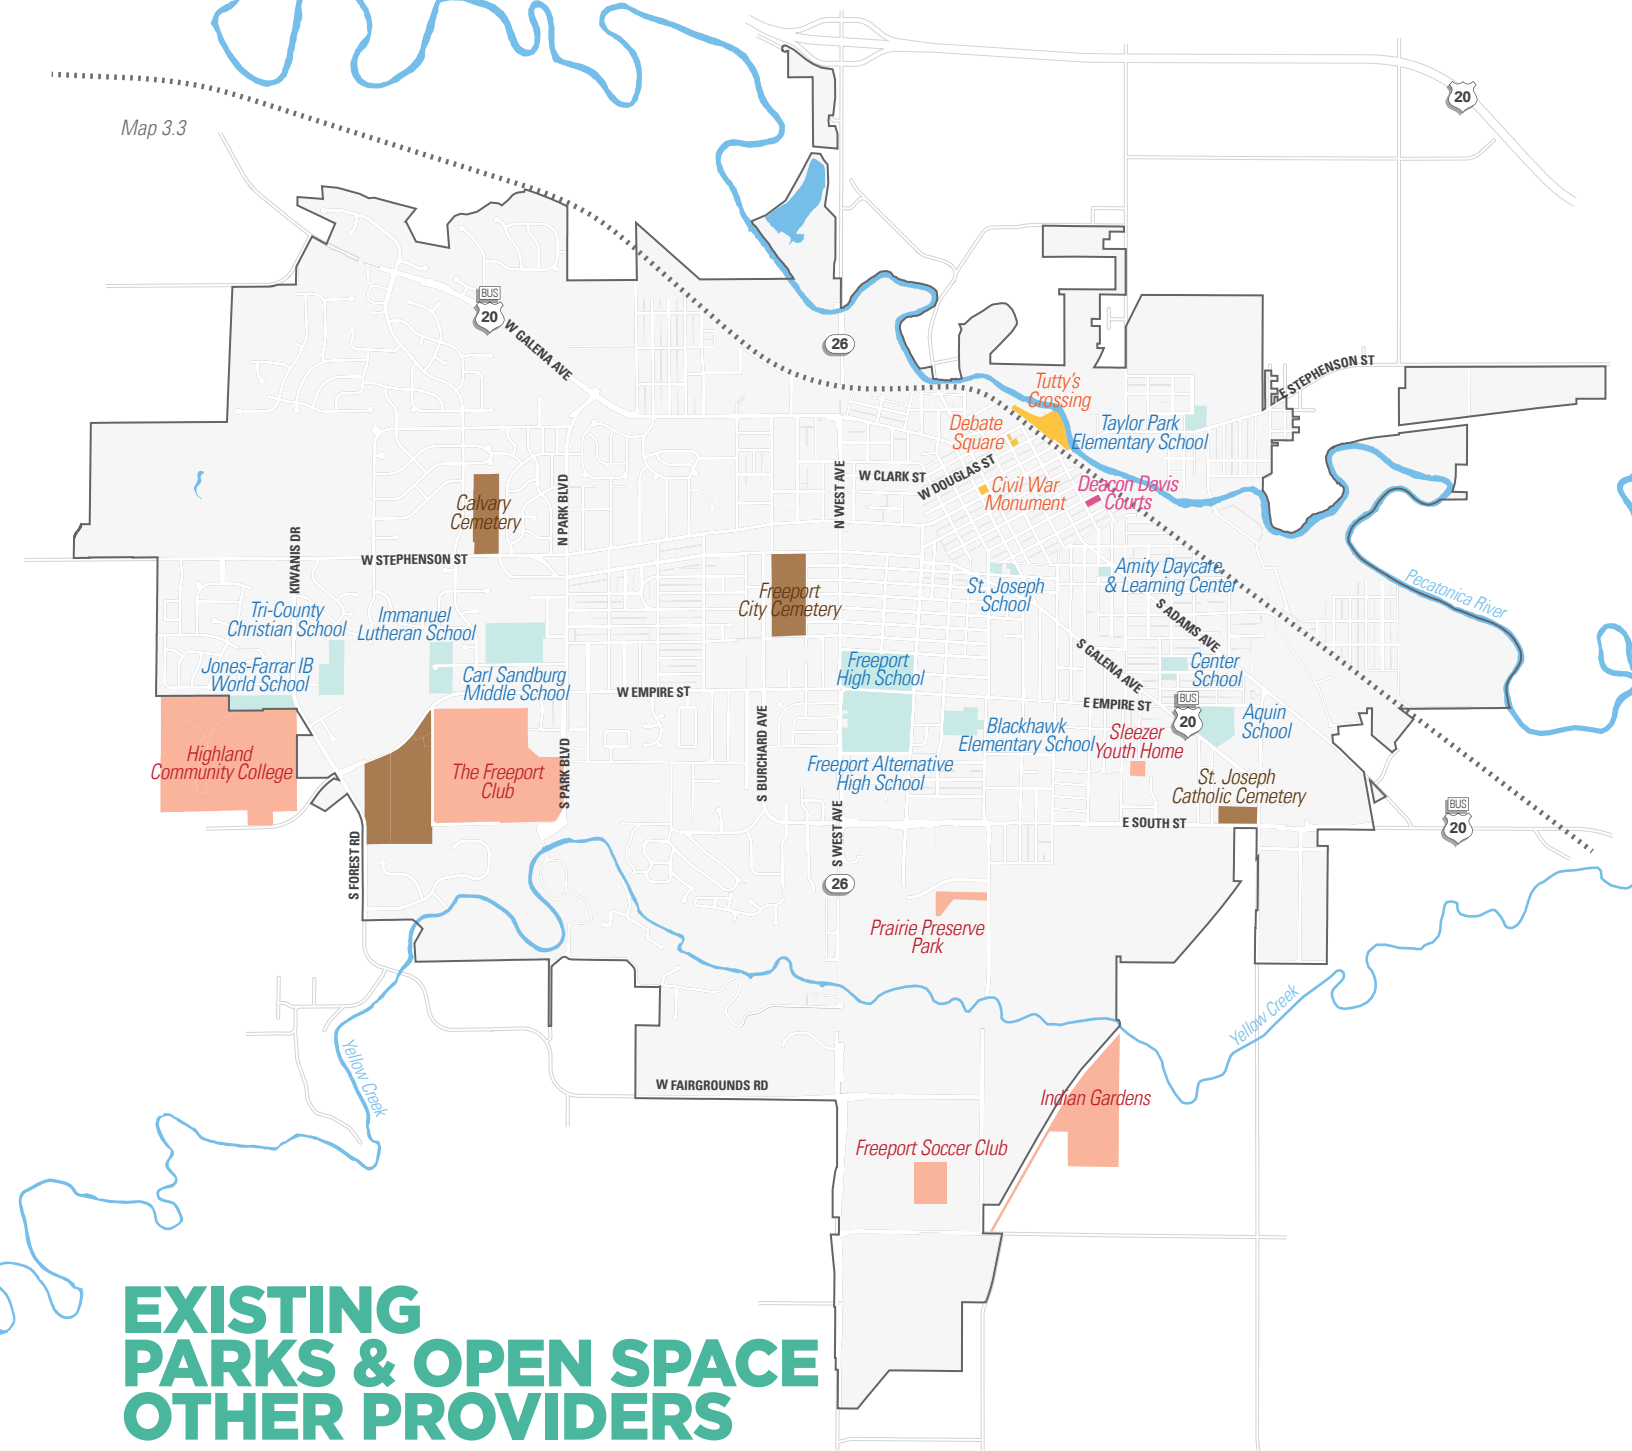 20
Map 3.3
BUS
20
W GALENA AVE
26
E STEPHENSON ST
Tutty's
Crossing
Debate
Square
Taylor Park
Elementary School
W CLARK ST
W DOUGLAS ST
N WEST AVE
Civil War
Monument
Deacon Davis
Courts
Calvary
Cemetery
N PARK BLVD
KIWANIS DR
W STEPHENSON ST
Freeport
City Cemetery
St. Joseph
School
Amity Daycare
& Learning Center
Pecatonica River
S ADAMS AVE
Tri-County
Christian School
Immanuel
Lutheran School
Jones-Farrar IB
World School
Carl Sandburg
Middle School
W EMPIRE ST
Freeport
High School
S GALENA AVE
Center
School
E EMPIRE ST
BUS
20
Aquin
School
Blackhawk
Elementary School
Sleezer
Youth Home
Highland
Community College
The Freeport
Club
S PARK BLVD
S BURCHARD AVE
Freeport Alternative
High School
St. Joseph
Catholic Cemetery
S WEST AVE
E SOUTH ST
BUS
20
S FOREST RD
26
Prairie Preserve
Park
Yellow Creek
Yellow Creek
W FAIRGROUNDS RD
Indian Gardens
Freeport Soccer Club
EXISTING
PARKS & OPEN SPACE
OTHER PROVIDERS